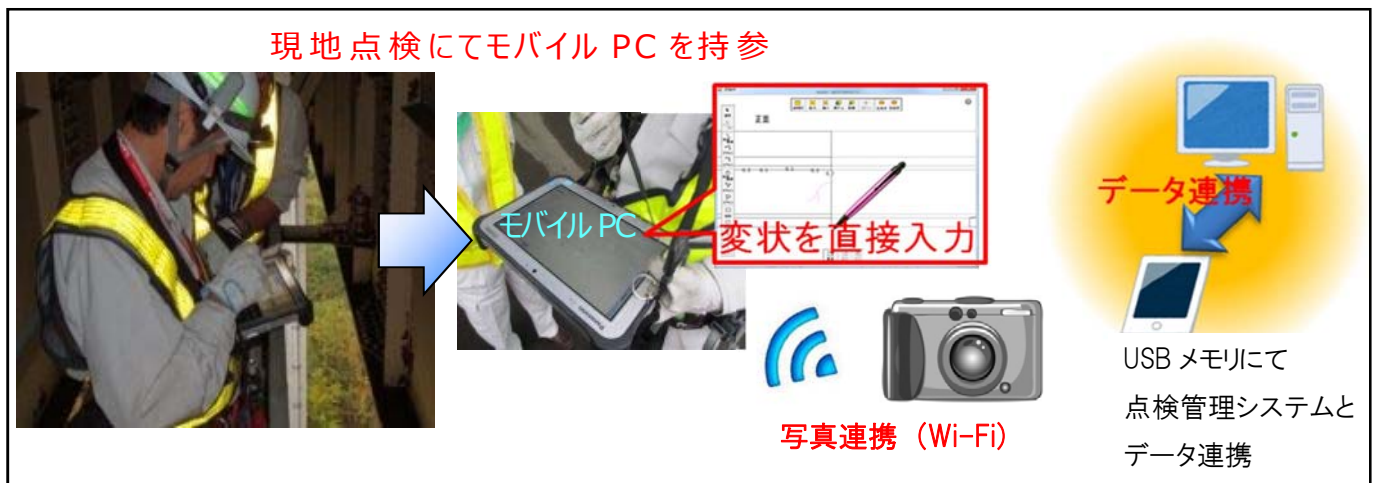 現地点検にてモバイル PC を持参
モバイル PC
正面
変状を直接入力
Panasonic
写真連携（Wi-Fi）
データ連携
USB メモリにて
点検管理システムと
データ連携